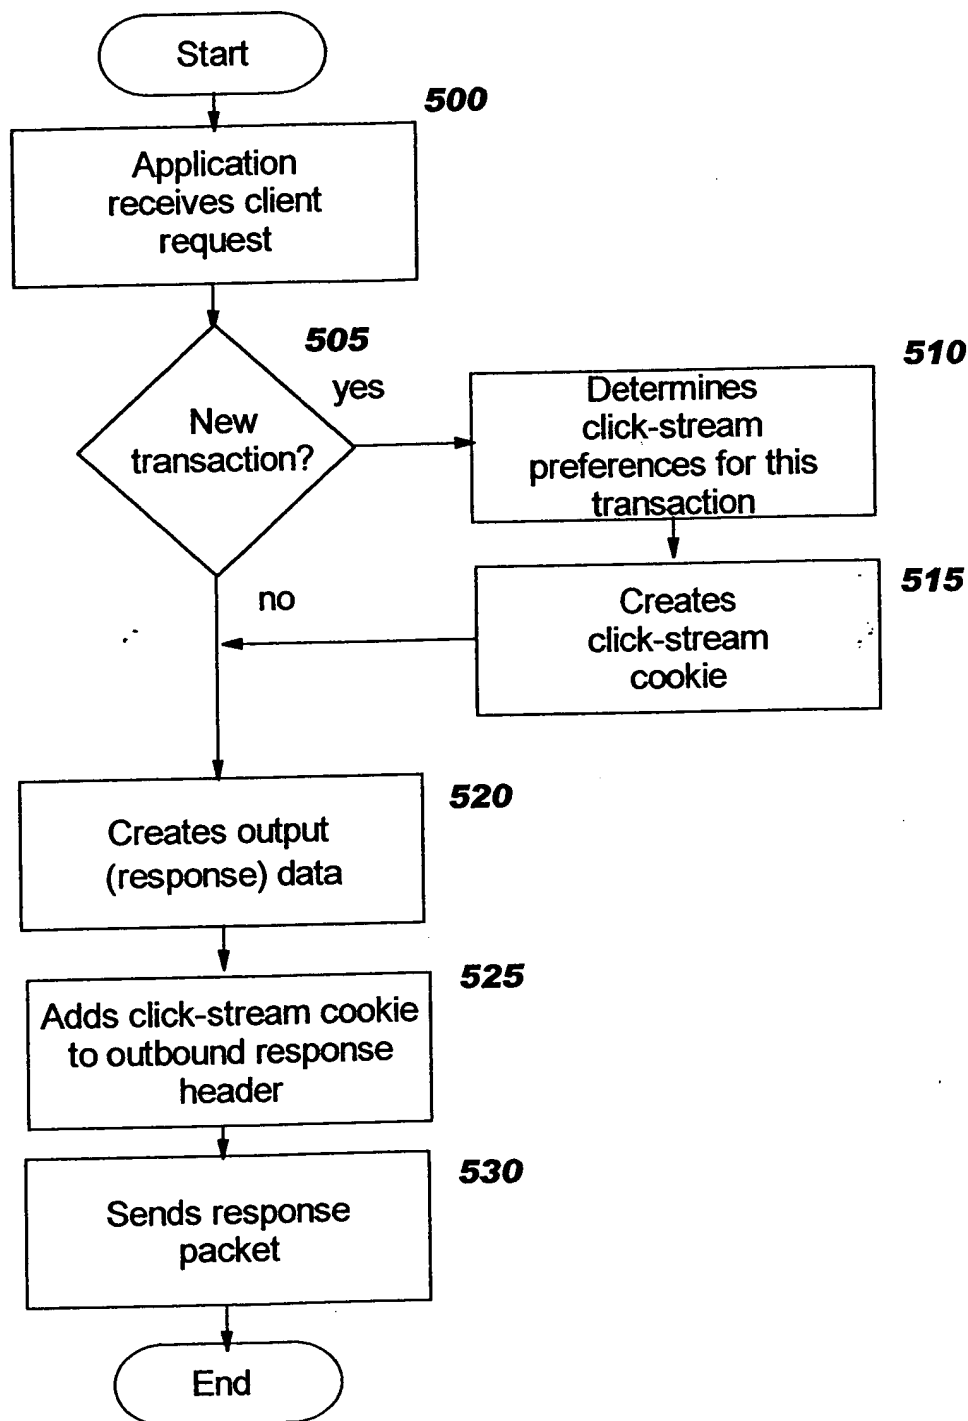 Start
500
Application
receives client
request
505
yes
New
transaction?
510
Determines
click-stream
preferences for this
transaction
515
Creates
click-stream
cookie
no
520
Creates output
(response) data
525
Adds click-stream cookie
to outbound response
header
530
Sends response
packet
End